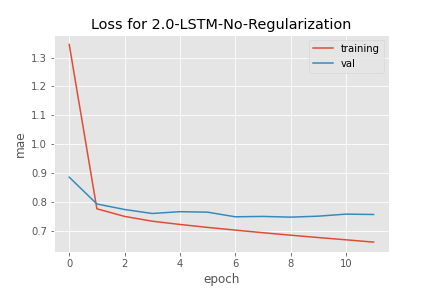 Loss for 2.0-LSTM-No-Regularization
training
val
1.3
1.2
1.1
1.0
0.9
0.8
0.7
mae
0 2 4 6 8 10
epoch